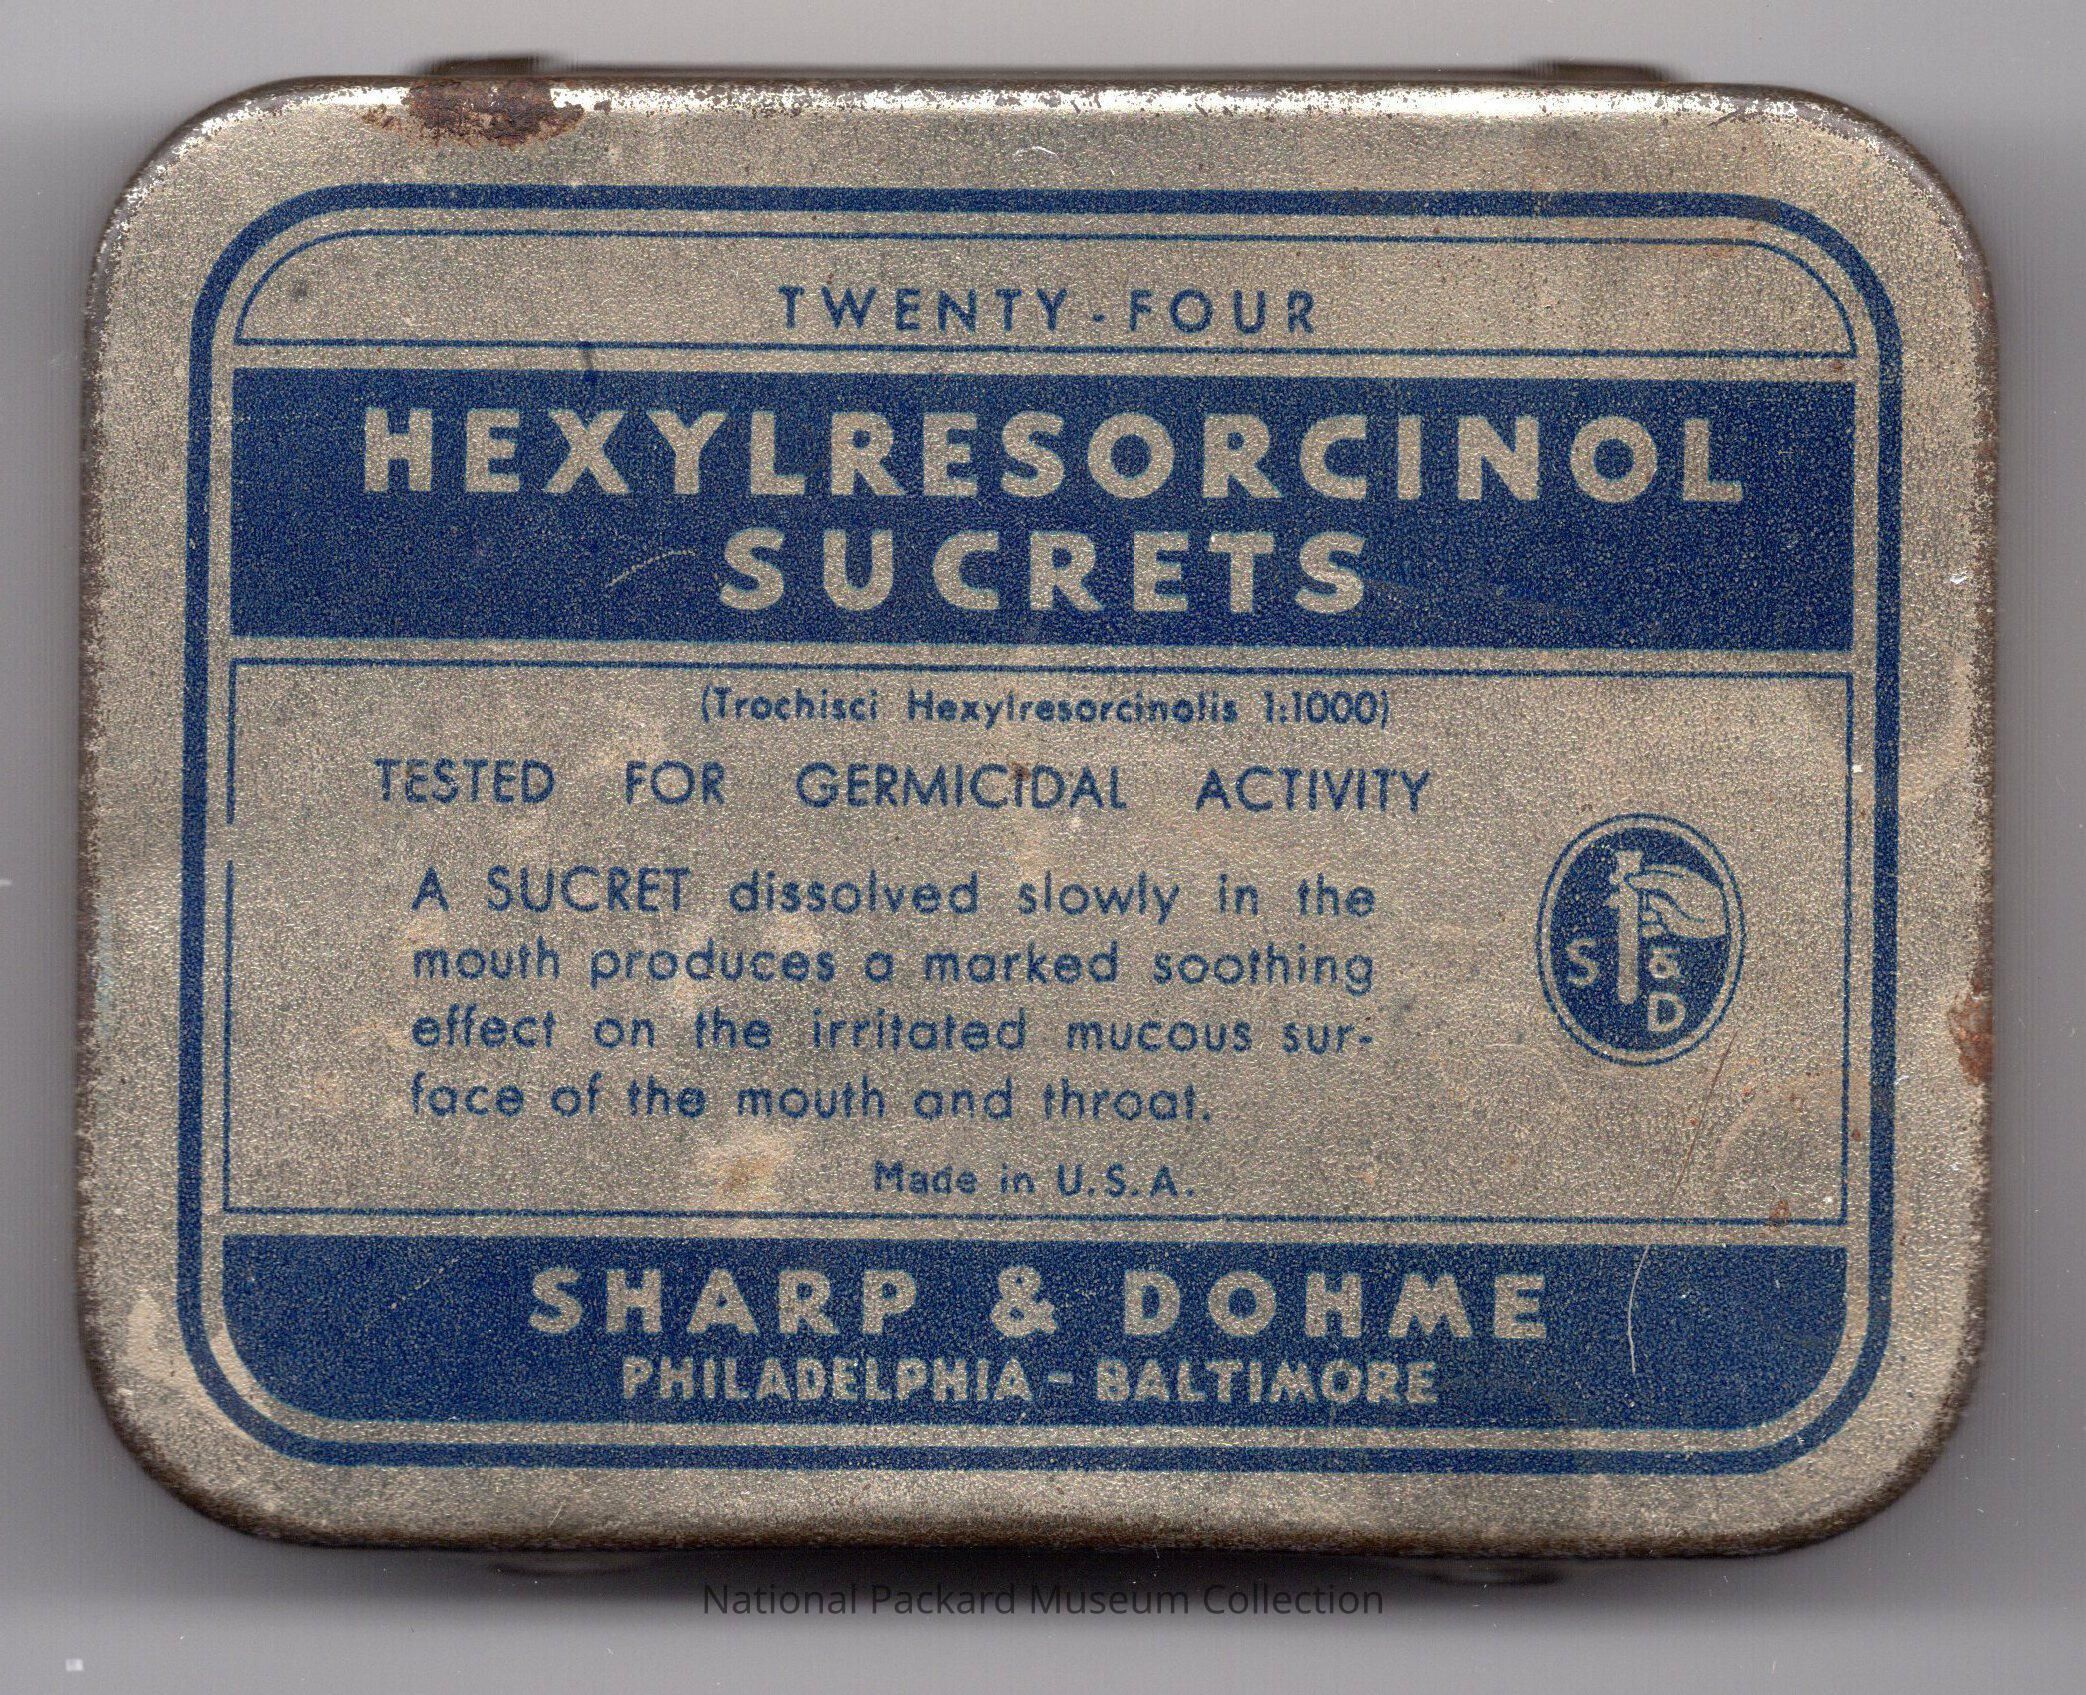 TWENTY-FOUR
HEXYLRESORCINOL
SUCRETS
(Trochisci Hexylresorcinolis 1:1000)
TESTED FOR GERMICIDAL ACTIVITY
A SUCRET dissolved slowly in the
mouth produces a marked soothing
effect on the irritated mucous sur-
face of the mouth and throat.
S & D
Made in U.S.A.
SHARP & DOHME
PHILADELPHIA - BALTIMORE
National Packard Museum Collection